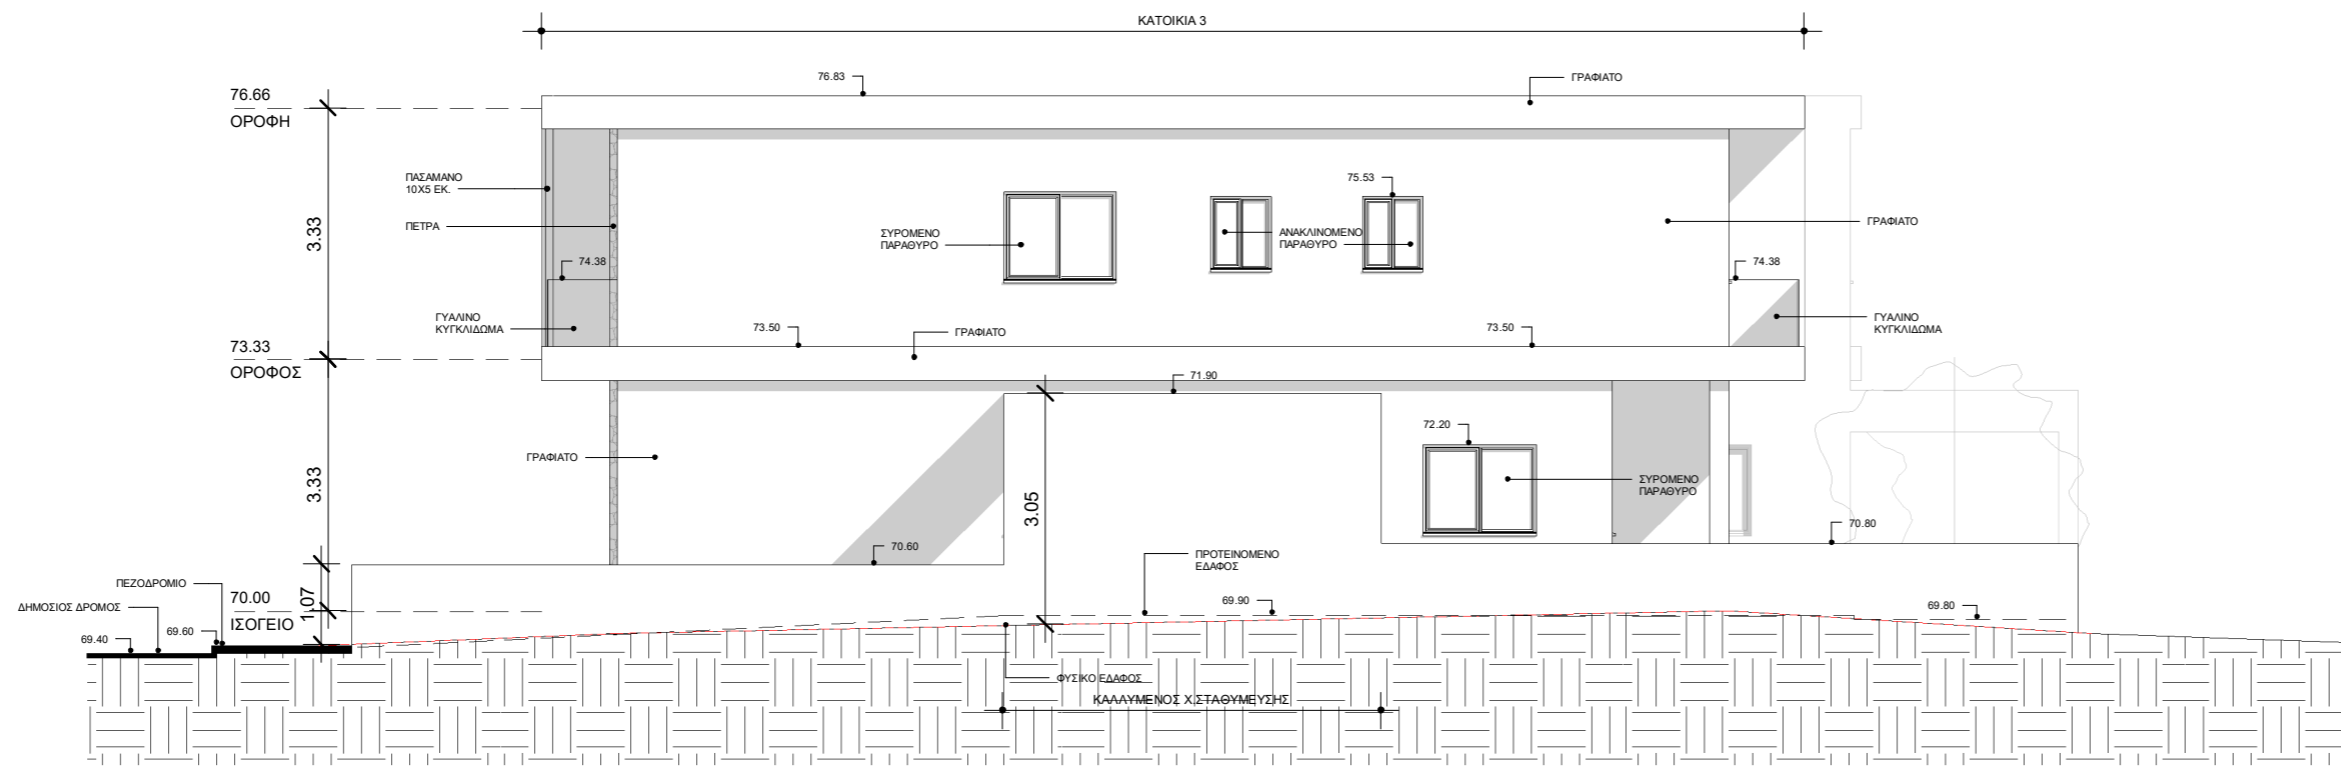 ΚΑΤΟΙΚΙΑ 3
76.83
ΓΡΑΦΙΑΤΟ
76.66
ΟΡΟΦΗ
ΠΑΣΑΜΑΝΟ
10X5 ΕΚ.
75.53
ΠΕΤΡΑ
3.33
ΣΥΡΟΜΕΝΟ
ΠΑΡΑΘΥΡΟ
ΑΝΑΚΛΙΝΟΜΕΝΟ
ΠΑΡΑΘΥΡΟ
ΓΡΑΦΙΑΤΟ
74.38
74.38
ΓΥΑΛΙΝΟ
ΚΥΓΚΛΙΔΩΜΑ
73.50
ΓΡΑΦΙΑΤΟ
73.50
ΓΥΑΛΙΝΟ
ΚΥΓΚΛΙΔΩΜΑ
73.33
ΟΡΟΦΟΣ
71.90
72.20
ΓΡΑΦΙΑΤΟ
3.33
3.05
ΣΥΡΟΜΕΝΟ
ΠΑΡΑΘΥΡΟ
70.80
70.60
ΠΡΟΤΕΙΝΟΜΕΝΟ
ΕΔΑΦΟΣ
ΠΕΖΟΔΡΟΜΙΟ
70.00
ΙΣΟΓΕΙΟ
1.07
ΔΗΜΟΣΙΟΣ ΔΡΟΜΟΣ
69.90
69.80
69.40
69.60
ΦΥΣΙΚΟ ΕΔΑΦΟΣ
ΚΑΛΛΥΜΕΝΟΣ Χ.ΣΤΑΘΥΜΕΥΣΗΣ